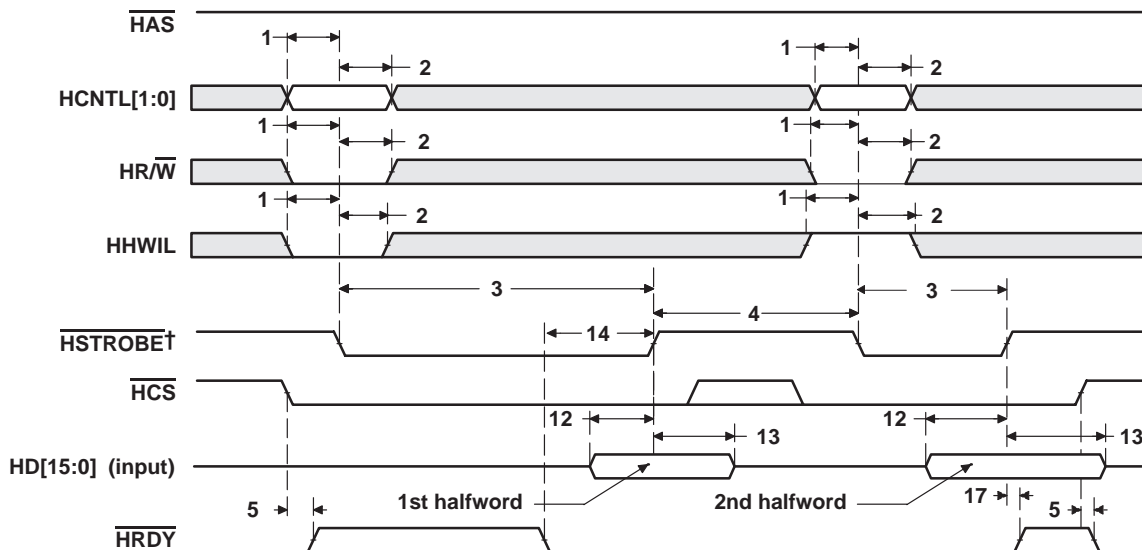 HAS
1
2
1
2
HCNTL[1:0]
1
2
1
2
HR/W
1
2
1
2
HHWIL
3
3
4
14
HSTROBE†
HCS
12
13
12
13
HD[15:0] (input)
1st halfword
2nd halfword
17
5
5
HRDY